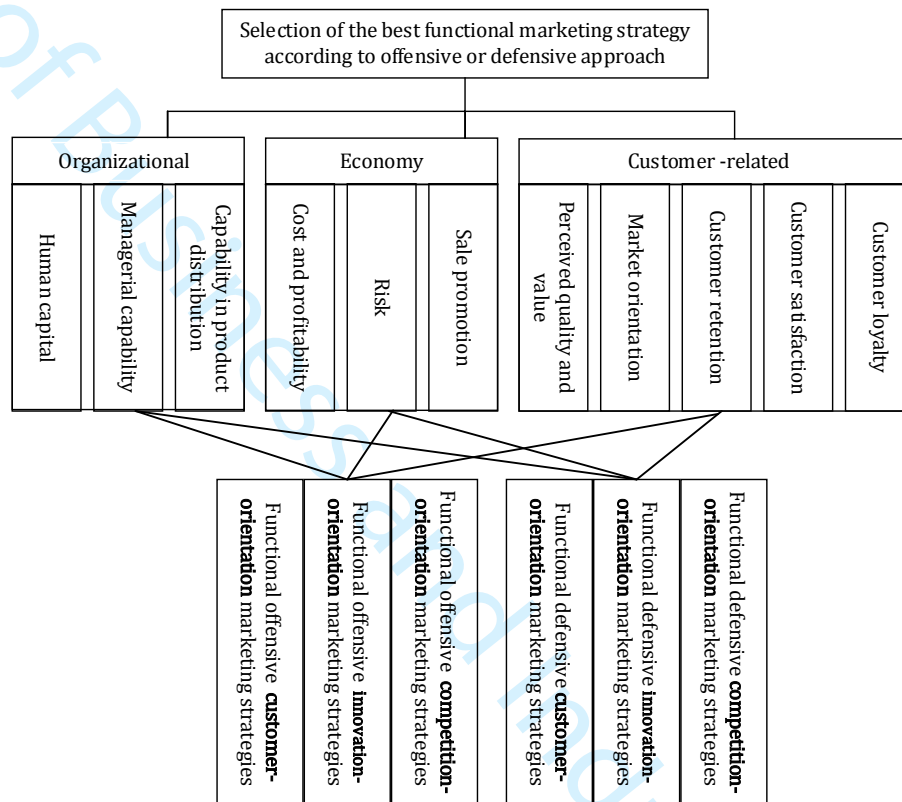 Selection of the best functional marketing strategy
according to offensive or defensive approach
Organizational
Economy
Customer -related
Human capital
Managerial capability
Capability in product
distribution
Cost and profitability
Risk
Sale promotion
Perceived quality and
value
Market orientation
Customer retention
Customer satisfaction
Customer loyalty
Functional offensive customer-
orientation marketing strategies
Functional offensive innovation-
orientation marketing strategies
Functional offensive competition-
orientation marketing strategies
Functional defensive customer-
orientation marketing strategies
Functional defensive innovation-
orientation marketing strategies
Functional defensive competition-
orientation marketing strategies
of Business and Indu